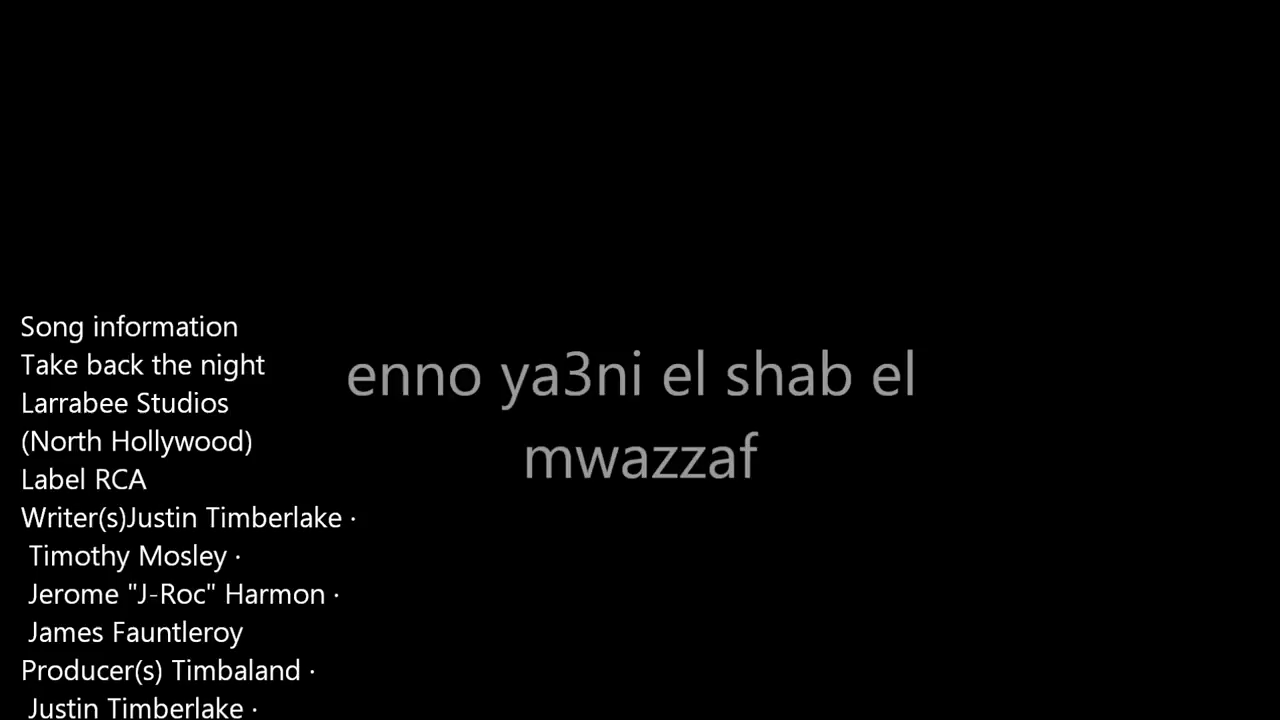 Song information
Take back the night
Larrabee Studios
(North Hollywood)
Label RCA
Writer(s)Justin Timberlake ·
Timothy Mosley ·
Jerome "J-Roc" Harmon ·
James Fauntleroy
Producer(s) Timbaland ·
Justin Timberlake ·
enno ya3ni el shab el
mwazzaf